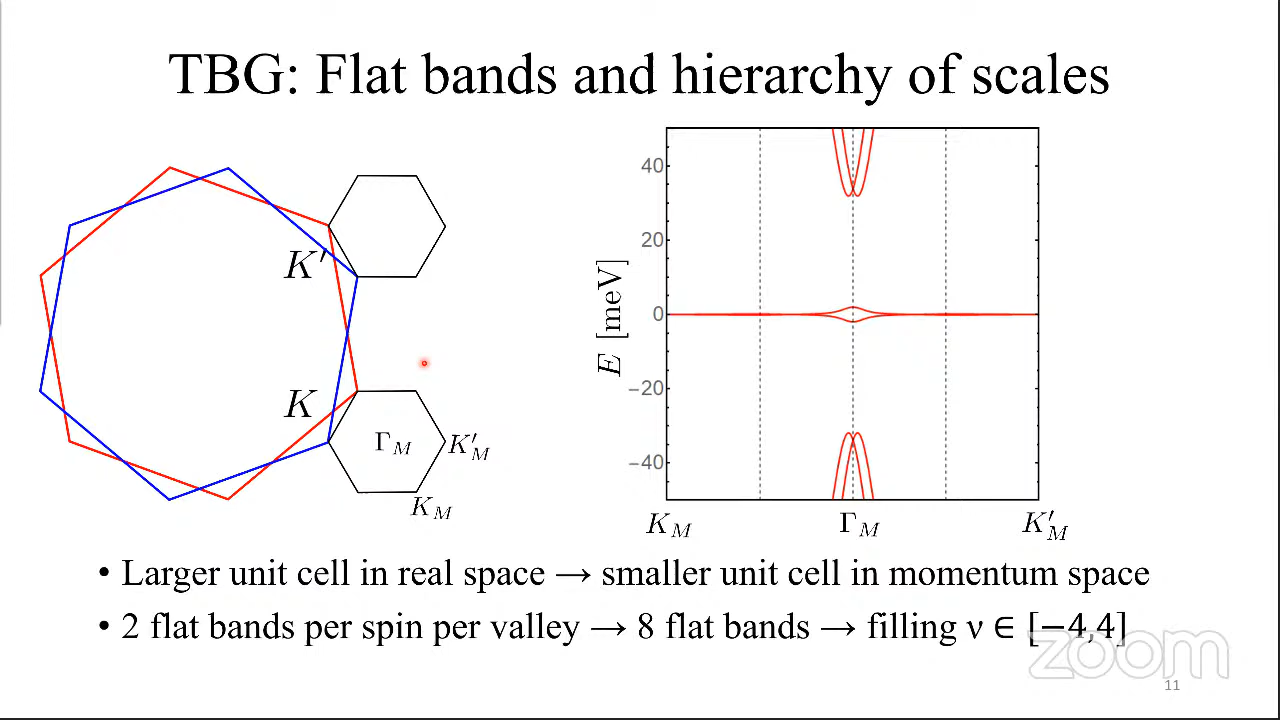 TBG: Flat bands and hierarchy of scales
K′
K
Γ_M
K′_M
K_M
E [meV]
40
20
0
−20
−40
K_M
Γ_M
K′_M
• Larger unit cell in real space → smaller unit cell in momentum space
• 2 flat bands per spin per valley → 8 flat bands → filling ν ∈ [−4,4]
zoom
11